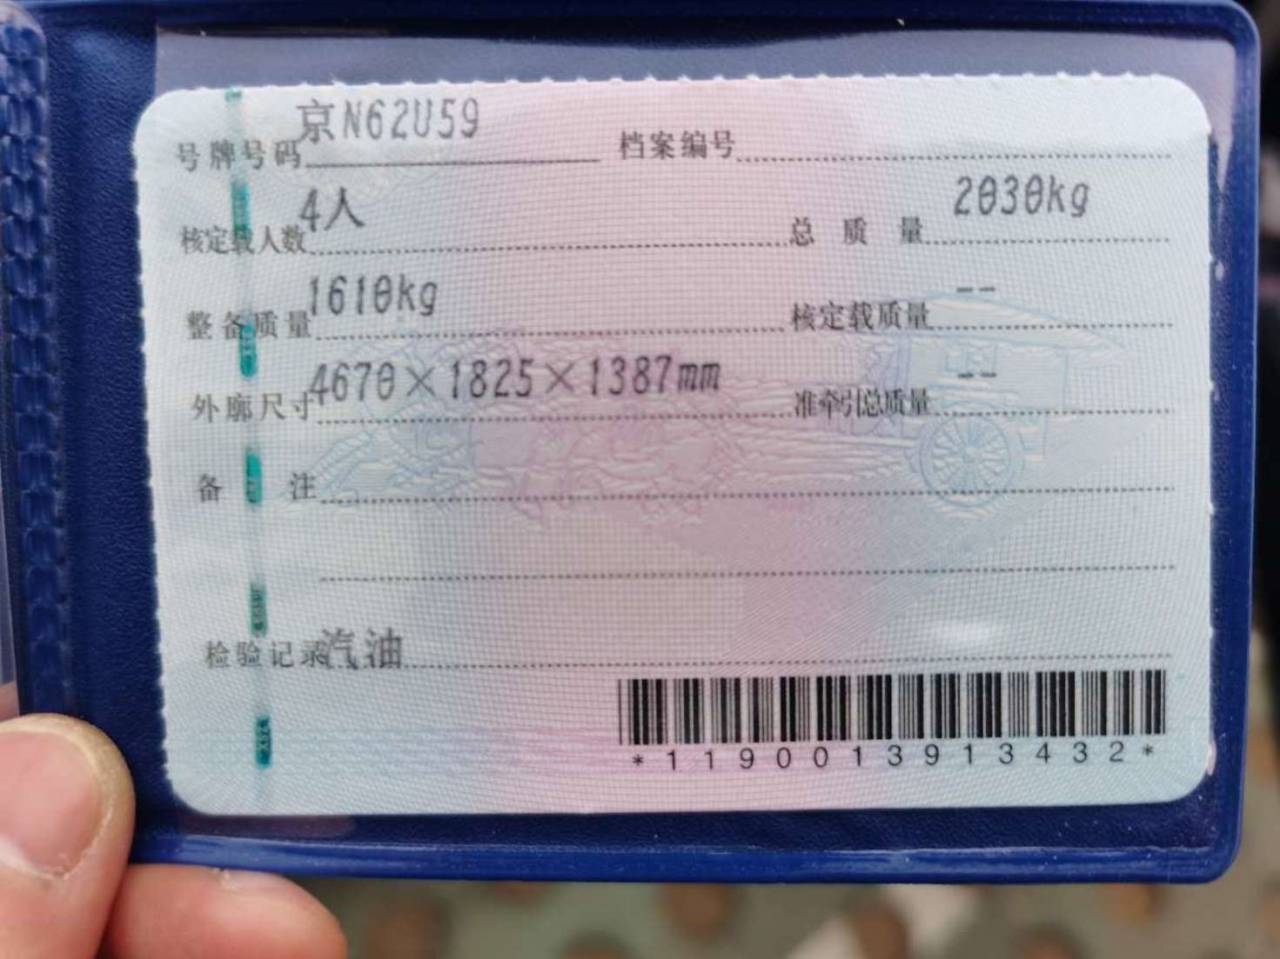 号牌号码 京N62U59 档案编号
核定载人数 4人 总质量 2030kg
整备质量 1610kg 核定载质量 --
外廓尺寸 4670×1825×1387mm 准牵引总质量 --
备注
检验记录 汽油
*1190013913432*